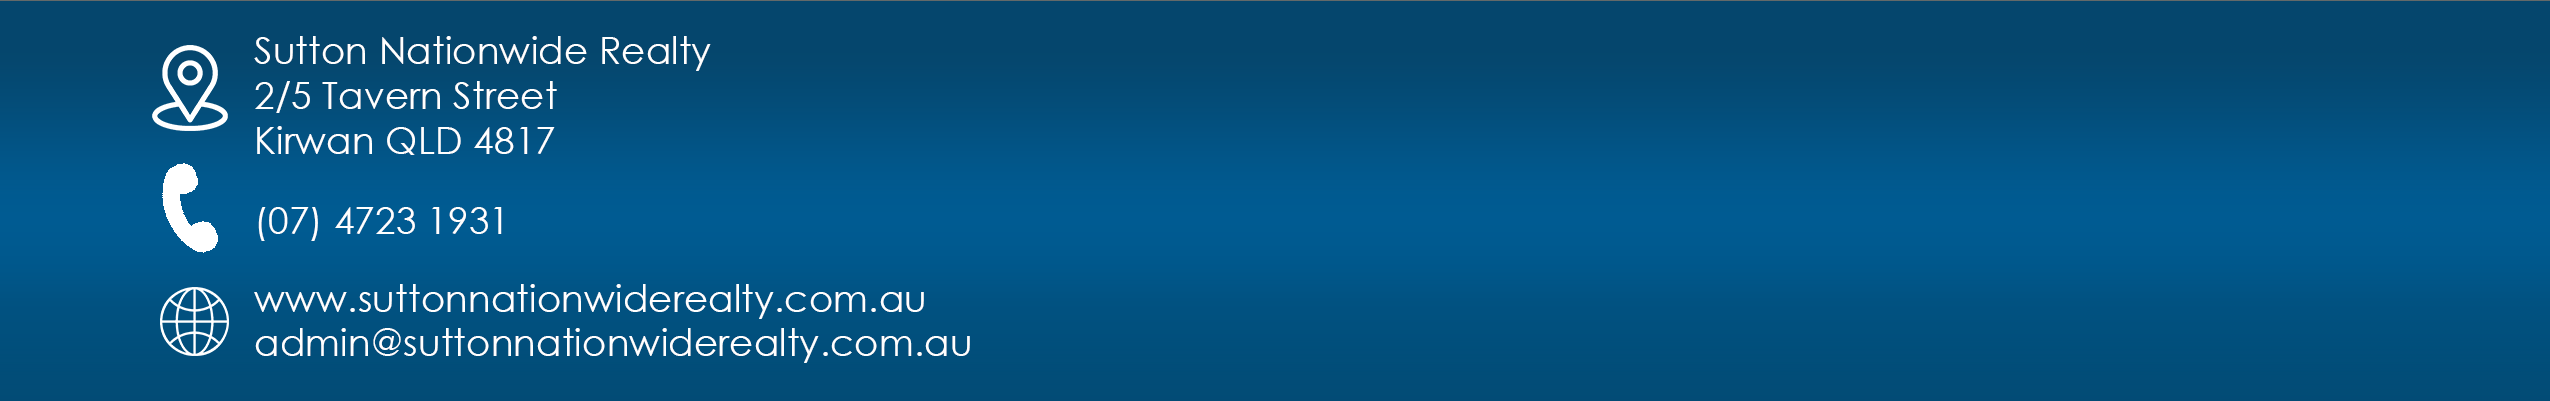 Sutton Nationwide Realty
2/5 Tavern Street
Kirwan QLD 4817
(07) 4723 1931
www.suttonnationwiderealty.com.au
admin@suttonnationwiderealty.com.au